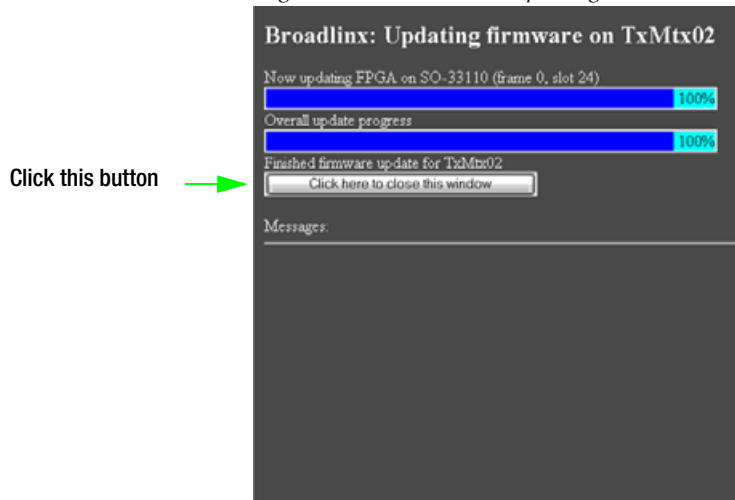 Broadlinx: Updating firmware on TxMtx02
Now updating FPGA on SO-33110 (frame 0, slot 24)
100%
Overall update progress
100%
Finished firmware update for TxMtx02
Click this button
Click here to close this window
Messages: